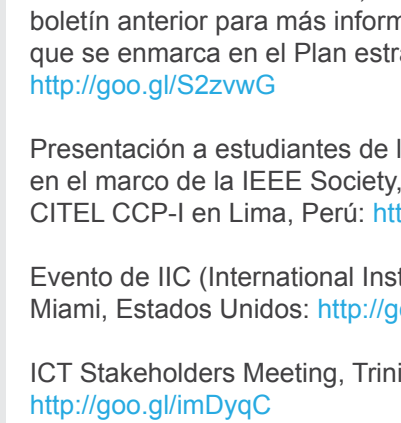 boletín anterior para más inform
que se enmarca en el Plan estra
http://goo.gl/S2zvwG
Presentación a estudiantes de l
en el marco de la IEEE Society,
CITEL CCP-I en Lima, Perú: htt
Evento de IIC (International Inst
Miami, Estados Unidos: http://g
ICT Stakeholders Meeting, Trini
http://goo.gl/imDyqC